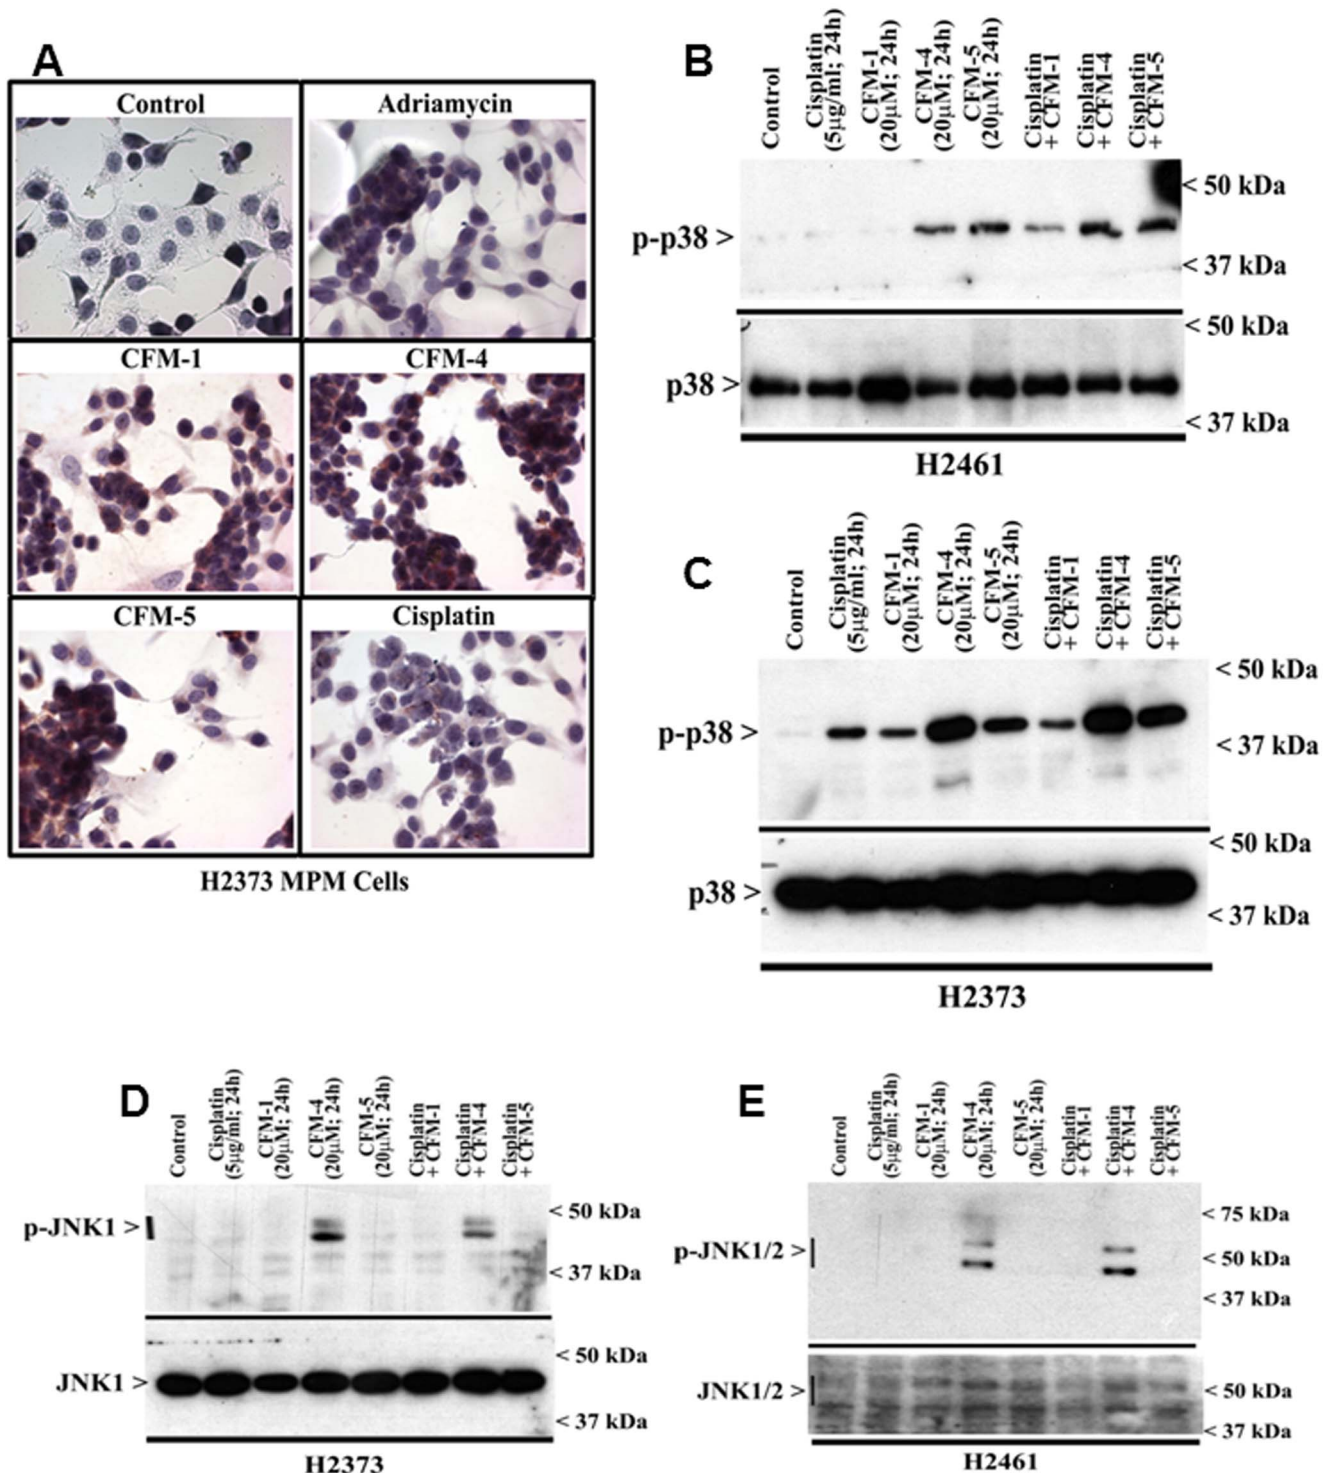 A
Control
Adriamycin
CFM-1
CFM-4
CFM-5
Cisplatin
H2373 MPM Cells
B
Control
Cisplatin
(5µg/ml; 24h)
CFM-1
(20µM; 24h)
CFM-4
(20µM; 24h)
CFM-5
(20µM; 24h)
Cisplatin
+ CFM-1
Cisplatin
+ CFM-4
Cisplatin
+ CFM-5
p-p38 >
< 50 kDa
< 37 kDa
p38 >
< 50 kDa
< 37 kDa
H2461
C
Control
Cisplatin
(5µg/ml; 24h)
CFM-1
(20µM; 24h)
CFM-4
(20µM; 24h)
CFM-5
(20µM; 24h)
Cisplatin
+ CFM-1
Cisplatin
+ CFM-4
Cisplatin
+ CFM-5
p-p38 >
< 50 kDa
< 37 kDa
p38 >
< 50 kDa
< 37 kDa
H2373
D
Control
Cisplatin
(5µg/ml; 24h)
CFM-1
(20µM; 24h)
CFM-4
(20µM; 24h)
CFM-5
(20µM; 24h)
Cisplatin
+ CFM-1
Cisplatin
+ CFM-4
Cisplatin
+ CFM-5
p-JNK1 >
< 50 kDa
< 37 kDa
JNK1 >
< 50 kDa
< 37 kDa
H2373
E
Control
Cisplatin
(5µg/ml; 24h)
CFM-1
(20µM; 24h)
CFM-4
(20µM; 24h)
CFM-5
(20µM; 24h)
Cisplatin
+ CFM-1
Cisplatin
+ CFM-4
Cisplatin
+ CFM-5
p-JNK1/2 >
< 75 kDa
< 50 kDa
< 37 kDa
JNK1/2 >
< 50 kDa
< 37 kDa
H2461